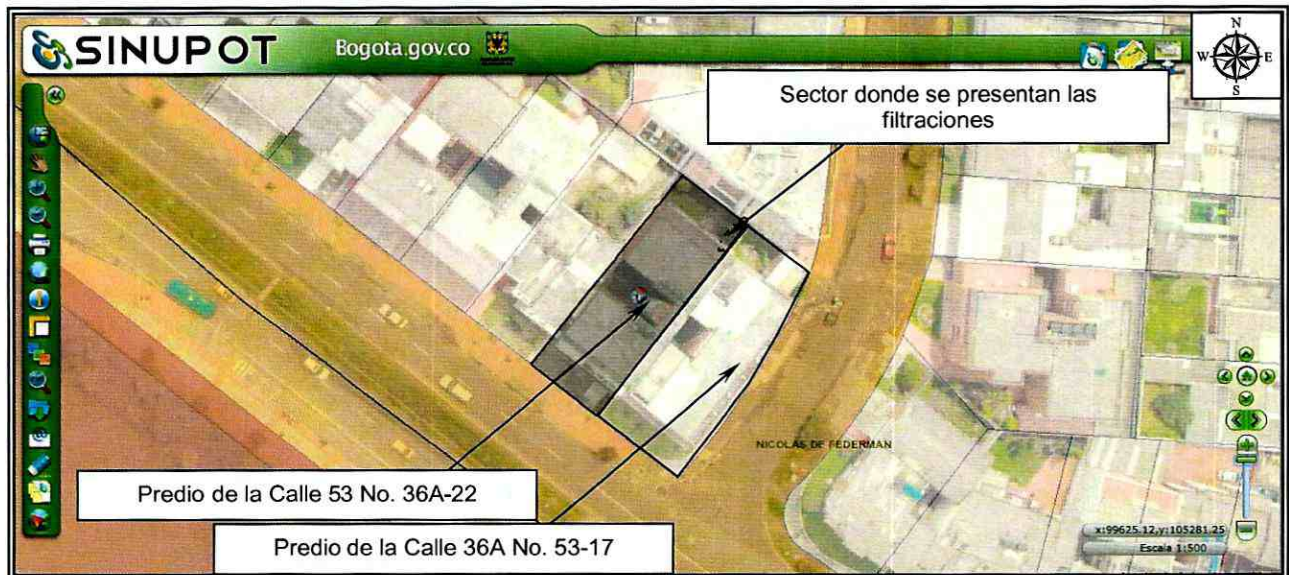 SINUPOT
Bogota.gov.co
N
W E
S
Sector donde se presentan las
filtraciones
NICOLAS DE FEDERMAN
Predio de la Calle 53 No. 36A-22
Predio de la Calle 36A No. 53-17
x:99625.12,y:105281.25
Escala 1:500